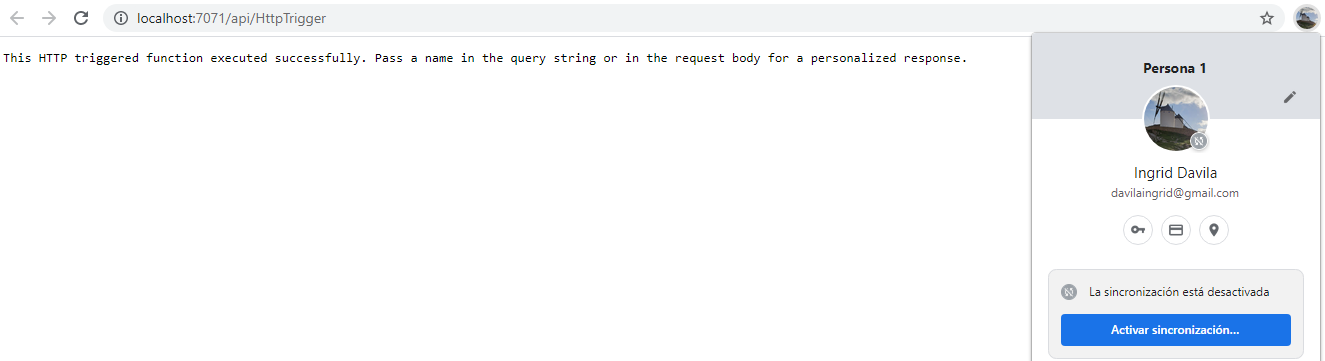 localhost:7071/api/HttpTrigger
This HTTP triggered function executed successfully. Pass a name in the query string or in the request body for a personalized response.
Persona 1
Ingrid Davila
davilaingrid@gmail.com
La sincronización está desactivada
Activar sincronización...